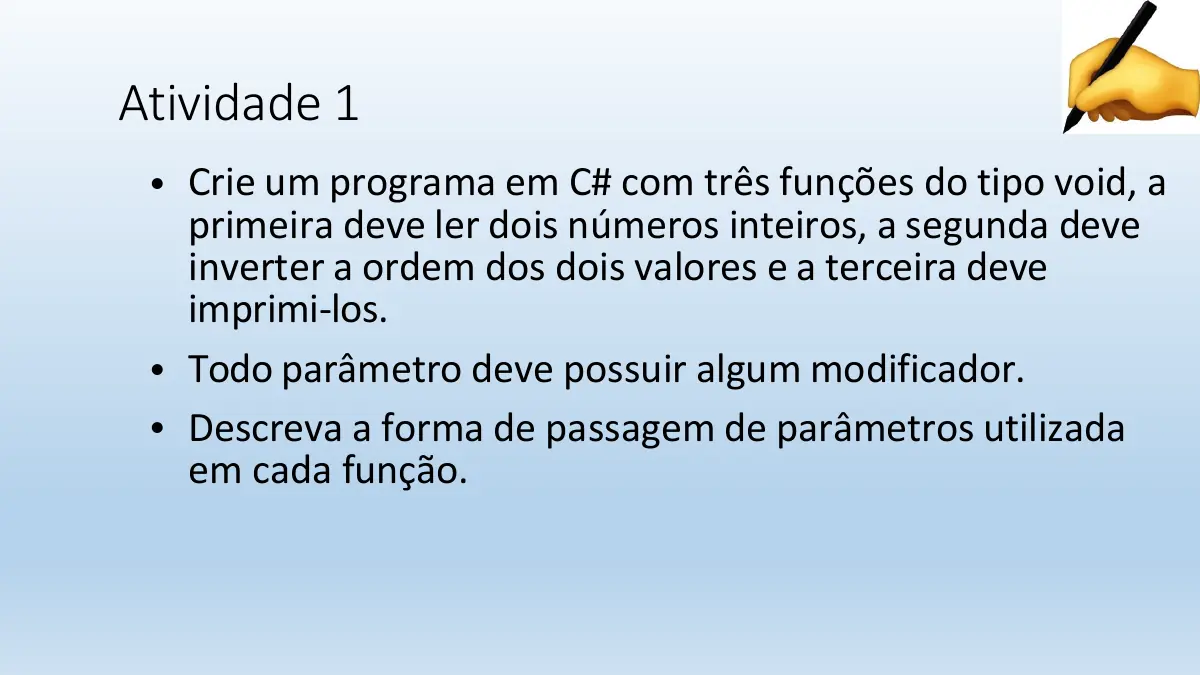 Atividade 1
• Crie um programa em C# com três funções do tipo void, a
primeira deve ler dois números inteiros, a segunda deve
inverter a ordem dos dois valores e a terceira deve
imprimi-los.
• Todo parâmetro deve possuir algum modificador.
• Descreva a forma de passagem de parâmetros utilizada
em cada função.